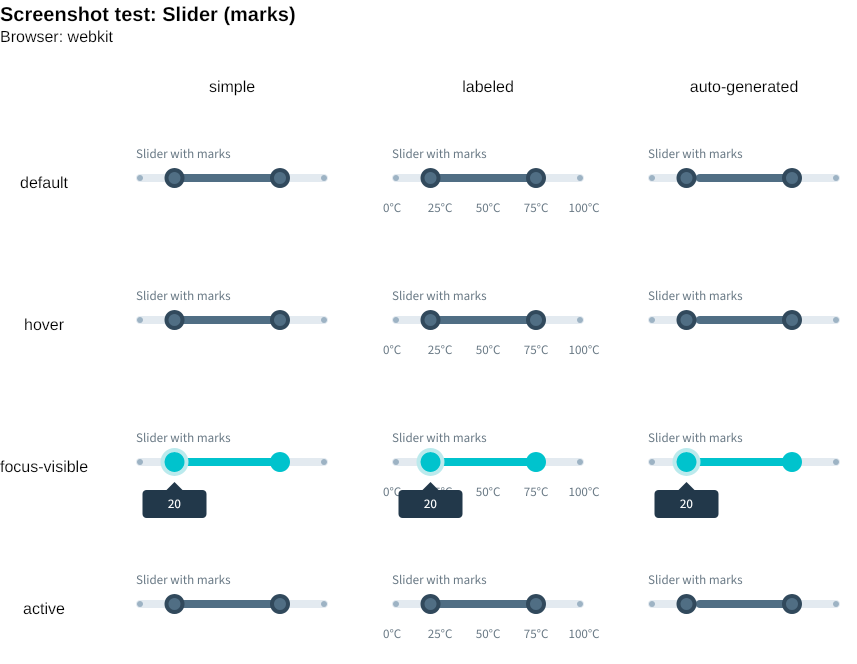 Screenshot test: Slider (marks)
Browser: webkit
simple labeled auto-generated
default
Slider with marks Slider with marks Slider with marks
0°C 25°C 50°C 75°C 100°C
hover
Slider with marks Slider with marks Slider with marks
0°C 25°C 50°C 75°C 100°C
focus-visible
Slider with marks Slider with marks Slider with marks
50°C 75°C 100°C
20 20 20
active
Slider with marks Slider with marks Slider with marks
0°C 25°C 50°C 75°C 100°C